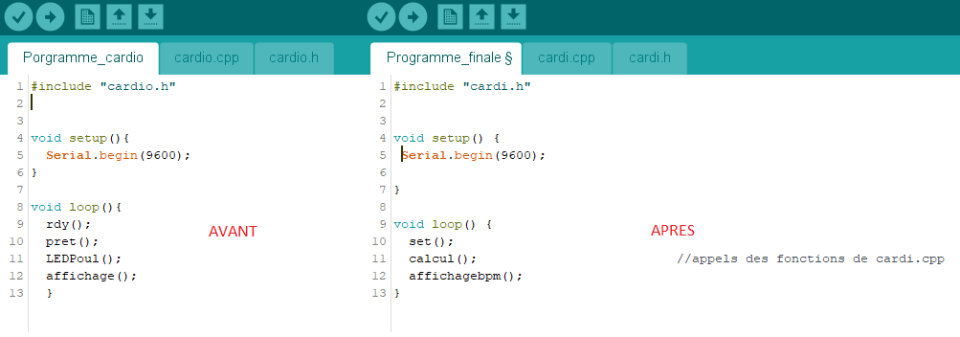 Porgramme_cardio cardio.cpp cardio.h
1 #include "cardio.h"
2
3
4 void setup(){
5 Serial.begin(9600);
6 }
7
8 void loop(){
9 rdy();
10 pret();
11 LEDPoul();
12 affichage();
13 }
AVANT
Programme_finale § cardi.cpp cardi.h
1 #include "cardi.h"
2
3
4 void setup() {
5 Serial.begin(9600);
6
7 }
8
9 void loop() {
10 set();
11 calcul(); //appels des fonctions de cardi.cpp
12 affichagebpm();
13 }
APRES